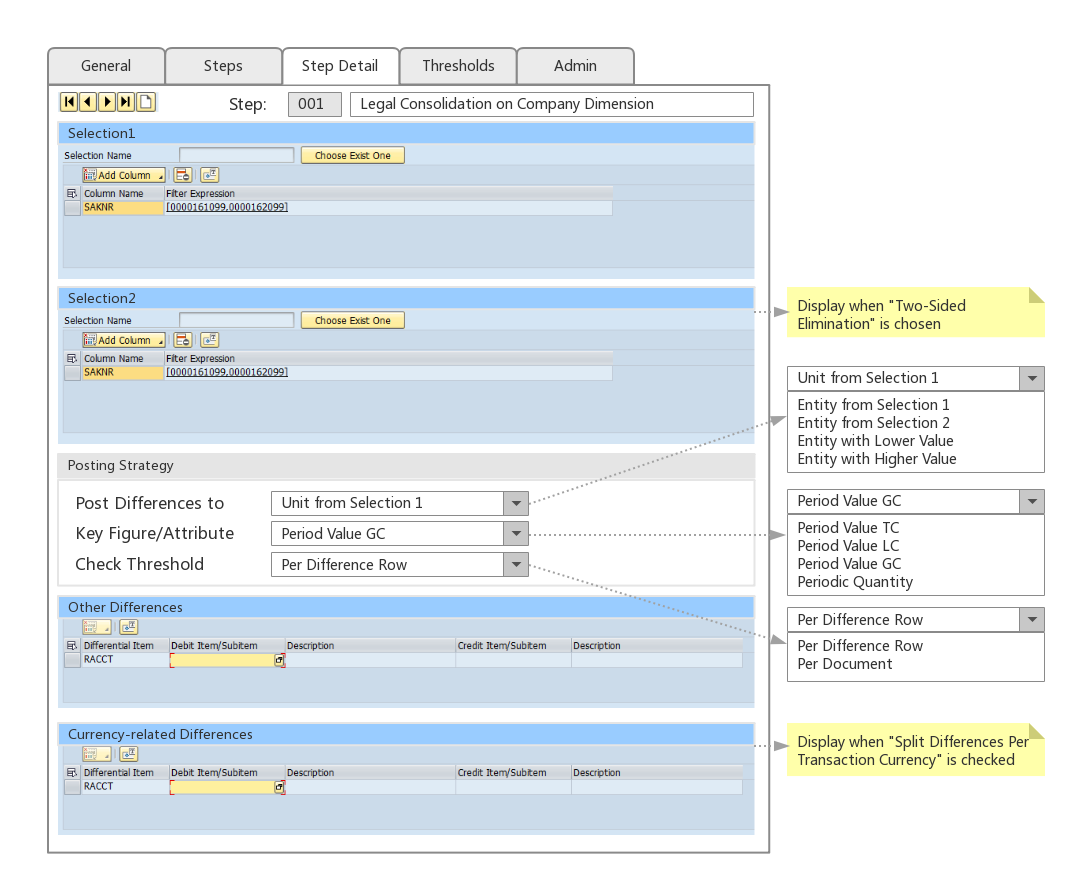 General
Steps
Step Detail
Thresholds
Admin
Step:
001
Legal Consolidation on Company Dimension
Selection1
Selection Name
Choose Exist One
Add Column
Column Name
Filter Expression
SAKNR
[0000161099,0000162099]
Selection2
Selection Name
Choose Exist One
Add Column
Column Name
Filter Expression
SAKNR
[0000161099,0000162099]
Display when "Two-Sided
Elimination" is chosen
Posting Strategy
Post Differences to
Unit from Selection 1
Key Figure/Attribute
Period Value GC
Check Threshold
Per Difference Row
Unit from Selection 1
Entity from Selection 1
Entity from Selection 2
Entity with Lower Value
Entity with Higher Value
Period Value GC
Period Value TC
Period Value LC
Period Value GC
Periodic Quantity
Per Difference Row
Per Difference Row
Per Document
Other Differences
Differential Item
Debit Item/Subitem
Description
Credit Item/Subitem
Description
RACCT
Currency-related Differences
Differential Item
Debit Item/Subitem
Description
Credit Item/Subitem
Description
RACCT
Display when "Split Differences Per
Transaction Currency" is checked